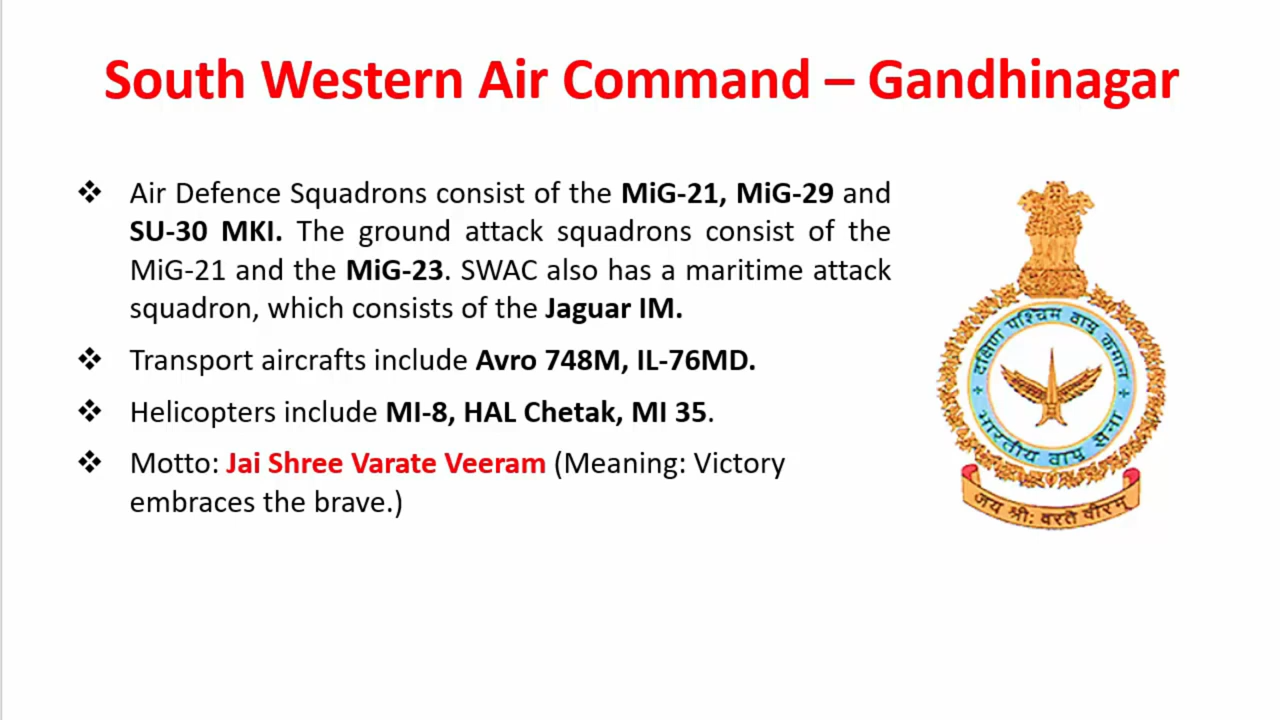 South Western Air Command – Gandhinagar
❖ Air Defence Squadrons consist of the MiG-21, MiG-29 and
SU-30 MKI. The ground attack squadrons consist of the
MiG-21 and the MiG-23. SWAC also has a maritime attack
squadron, which consists of the Jaguar IM.
❖ Transport aircrafts include Avro 748M, IL-76MD.
❖ Helicopters include MI-8, HAL Chetak, MI 35.
❖ Motto: Jai Shree Varate Veeram (Meaning: Victory
embraces the brave.)
दक्षिण पश्चिम वायु कमान
भारतीय वायु सेना
जय श्री: वरते वीरम्